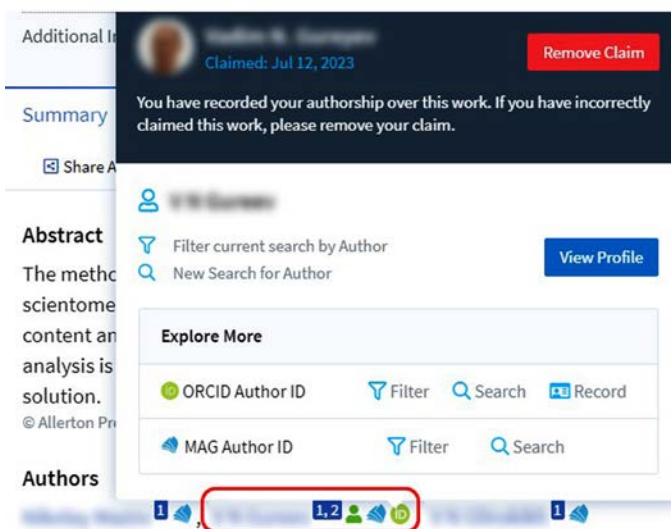 Additional I
Claimed: Jul 12, 2023
Remove Claim
You have recorded your authorship over this work. If you have incorrectly
claimed this work, please remove your claim.
Summary
Share A
Abstract
The metho
scientome
content an
analysis is
solution.
© Allerton Pr
Filter current search by Author
New Search for Author
View Profile
Explore More
iD ORCID Author ID Filter Search Record
MAG Author ID Filter Search
Authors
1 , 1,2 iD 1